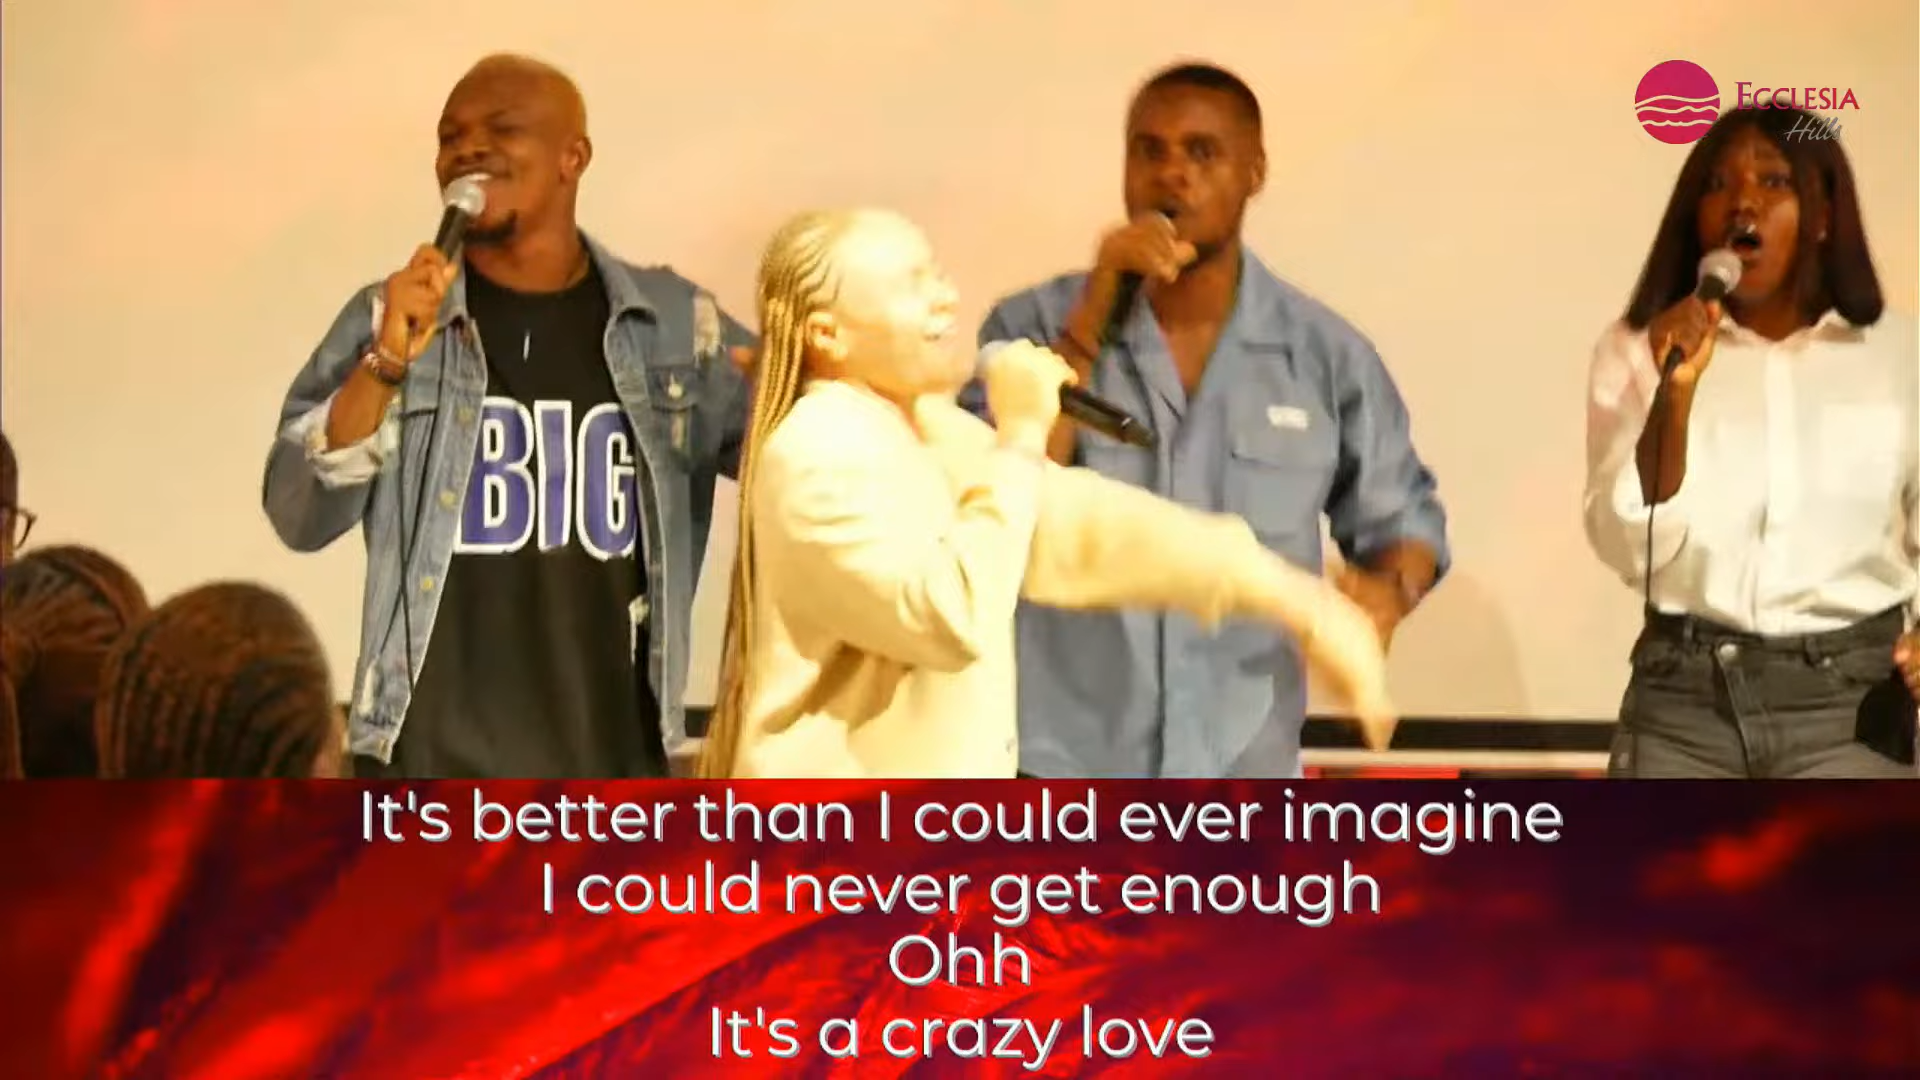 ECCLESIA
Hills
BIG
It's better than I could ever imagine
I could never get enough
Ohh
It's a crazy love